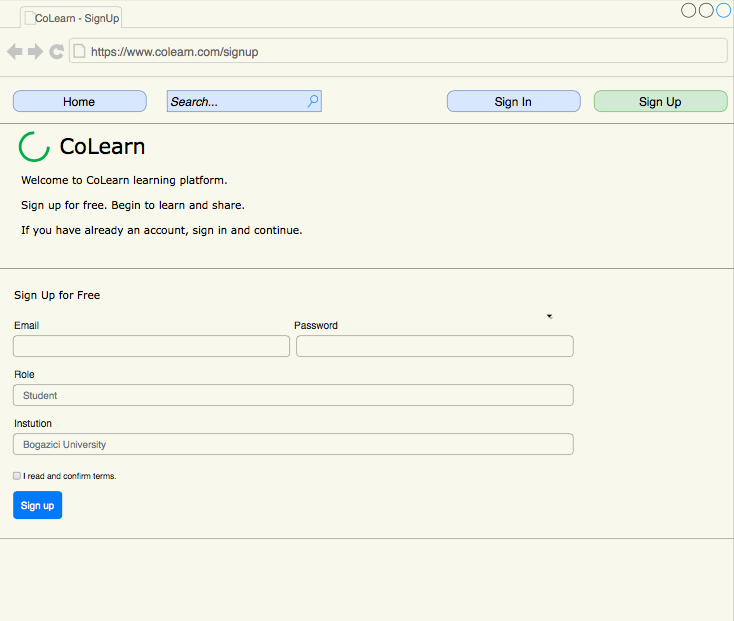 CoLearn - SignUp
https://www.colearn.com/signup
Home Search... Sign In Sign Up
CoLearn
Welcome to CoLearn learning platform.
Sign up for free. Begin to learn and share.
If you have already an account, sign in and continue.
Sign Up for Free
Email Password
Role
Student
Instution
Bogazici University
I read and confirm terms.
Sign up